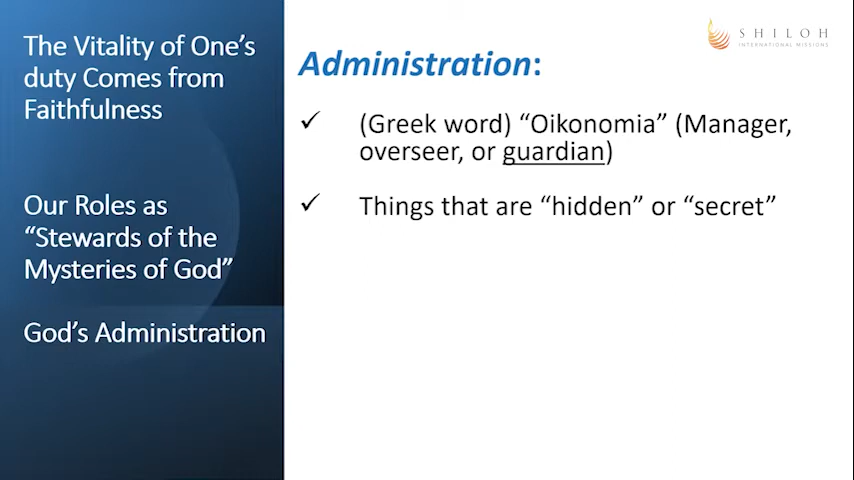 The Vitality of One's
duty Comes from
Faithfulness
Our Roles as
“Stewards of the
Mysteries of God”
God's Administration
SHILOH
INTERNATIONAL MISSIONS
Administration:
✓ (Greek word) “Oikonomia” (Manager,
overseer, or guardian)
✓ Things that are “hidden” or “secret”